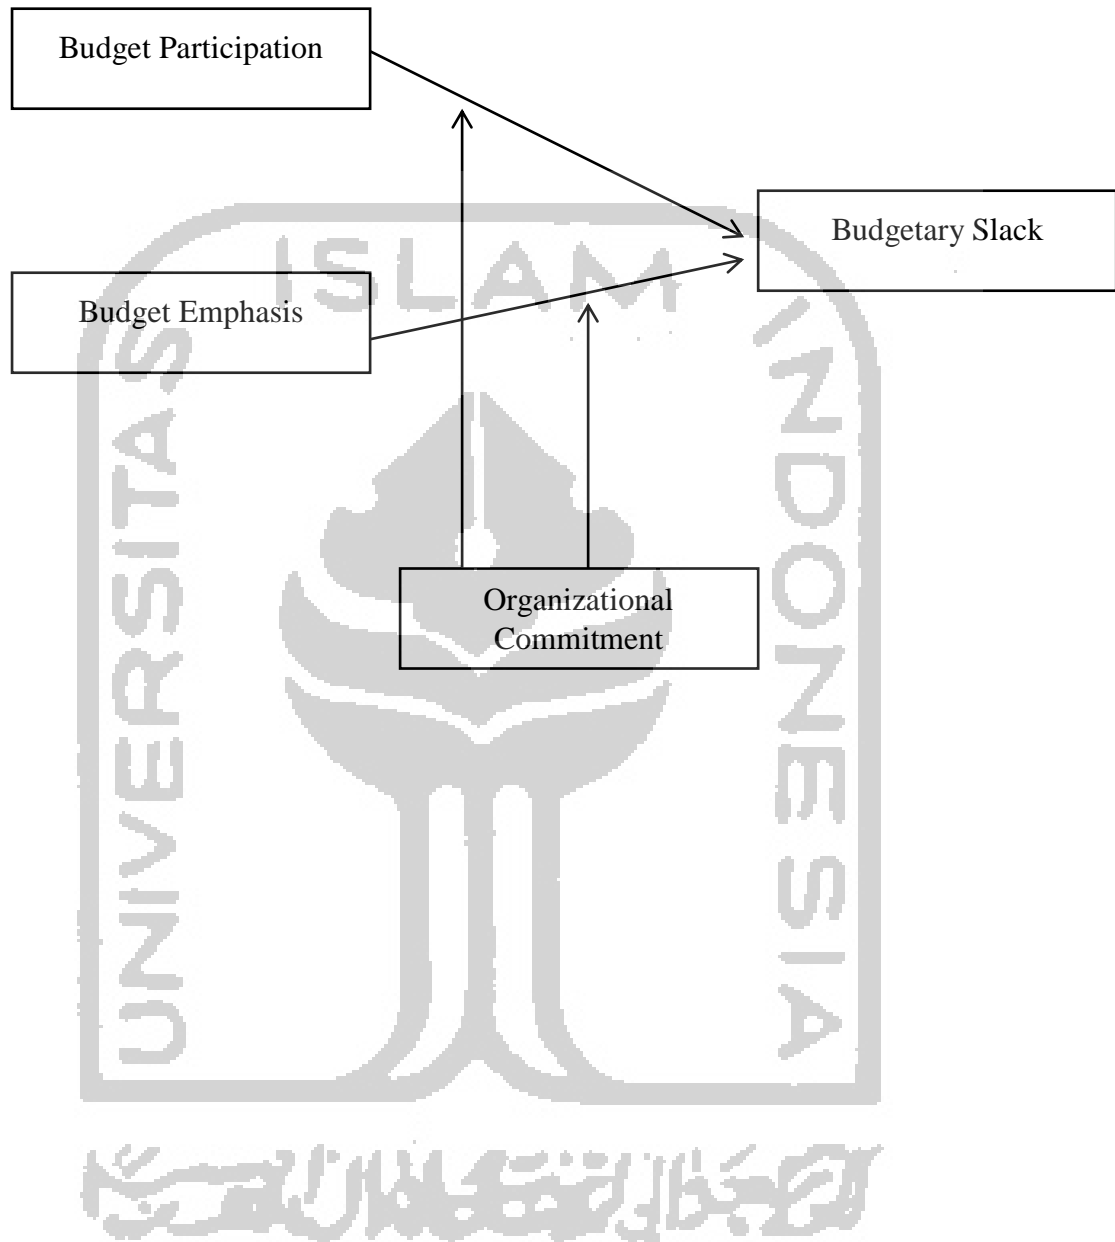 Budget Participation
Budgetary Slack
Budget Emphasis
Organizational
Commitment
ISLAM
UNIVERSITAS
INDONESIA